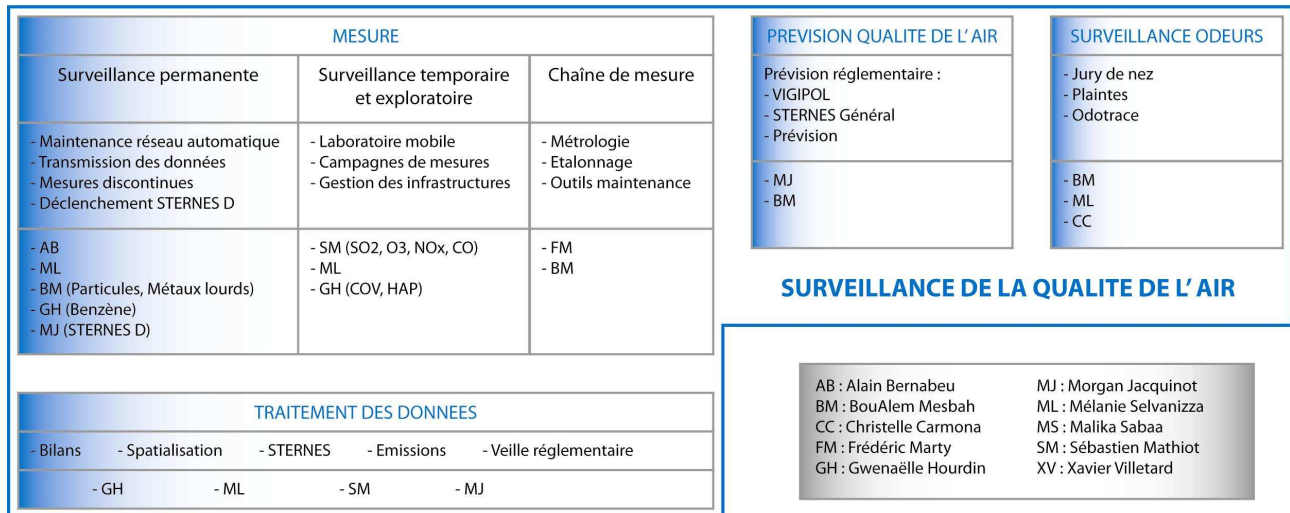 MESURE
Surveillance permanente
Surveillance temporaire
et exploratoire
Chaîne de mesure
- Maintenance réseau automatique
- Transmission des données
- Mesures discontinues
- Déclenchement STERNES D
- Laboratoire mobile
- Campagnes de mesures
- Gestion des infrastructures
- Métrologie
- Etalonnage
- Outils maintenance
- AB
- ML
- BM (Particules, Métaux lourds)
- GH (Benzène)
- MJ (STERNES D)
- SM (SO2, O3, NOx, CO)
- ML
- GH (COV, HAP)
- FM
- BM
PREVISION QUALITE DE L' AIR
Prévision réglementaire :
- VIGIPOL
- STERNES Général
- Prévision
- MJ
- BM
SURVEILLANCE ODEURS
- Jury de nez
- Plaintes
- Odotrace
- BM
- ML
- CC
SURVEILLANCE DE LA QUALITE DE L' AIR
TRAITEMENT DES DONNEES
- Bilans - Spatialisation - STERNES - Emissions - Veille réglementaire
- GH - ML - SM - MJ
AB : Alain Bernabeu
BM : BouAlem Mesbah
CC : Christelle Carmona
FM : Frédéric Marty
GH : Gwenaëlle Hourdin
MJ : Morgan Jacquinot
ML : Mélanie Selvanizza
MS : Malika Sabaa
SM : Sébastien Mathiot
XV : Xavier Villetard